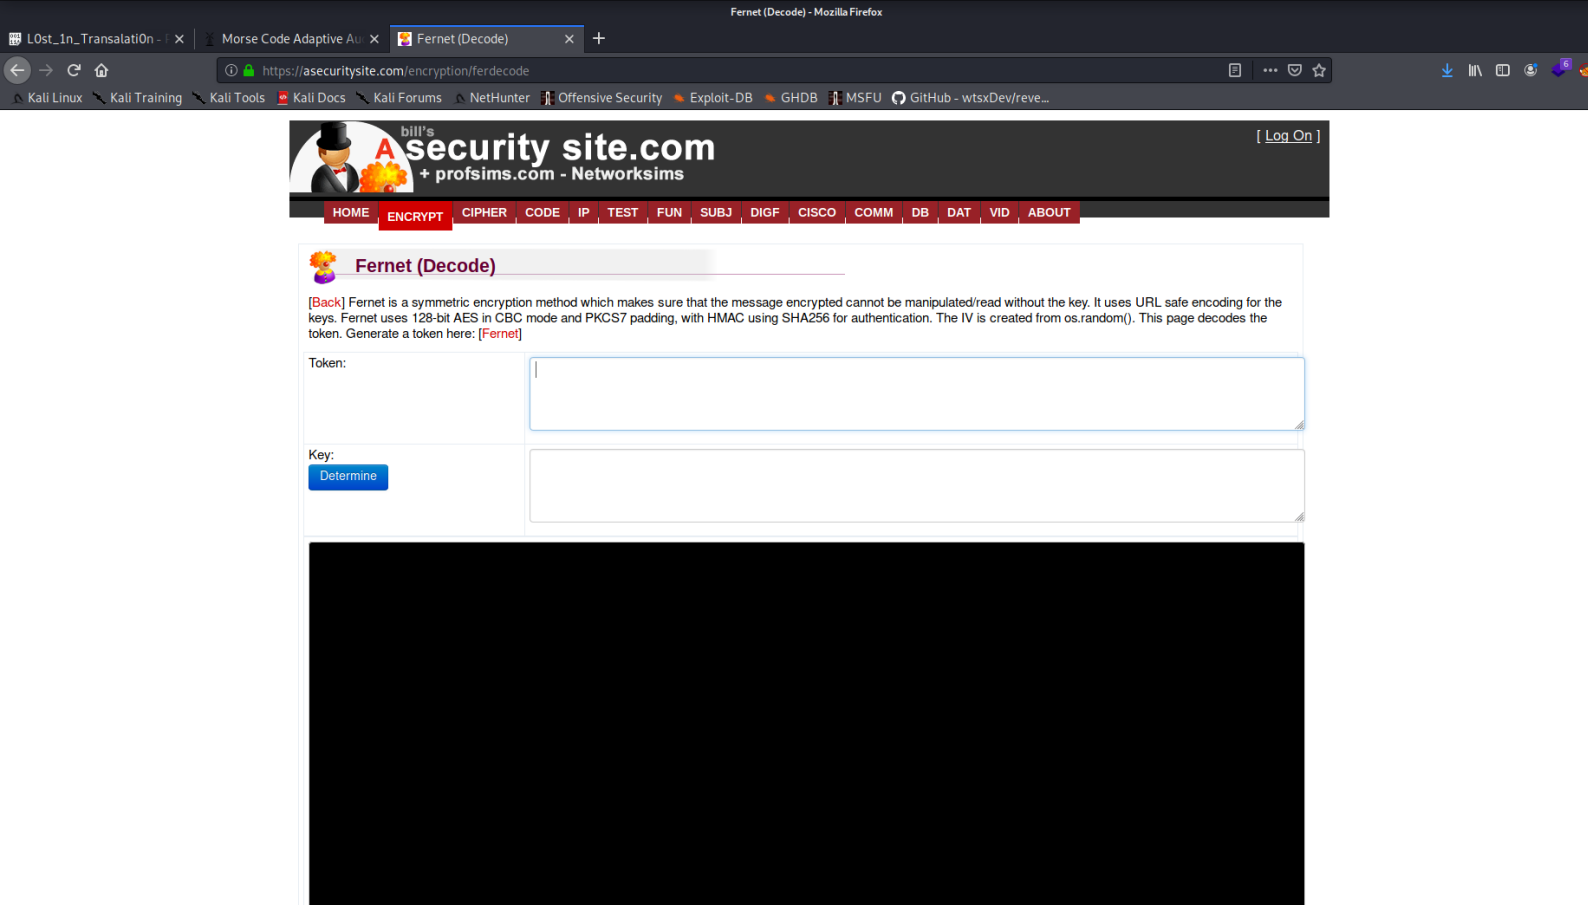 Fernet (Decode) - Mozilla Firefox
L0st_1n_Transalati0n -
Morse Code Adaptive Au
Fernet (Decode)
https://asecuritysite.com/encryption/ferdecode
6
Kali Linux Kali Training Kali Tools Kali Docs Kali Forums NetHunter Offensive Security Exploit-DB GHDB MSFU GitHub - wtsxDev/reve...
bill's
A security site.com
+ profsims.com - Networksims
[ Log On ]
HOME ENCRYPT CIPHER CODE IP TEST FUN SUBJ DIGF CISCO COMM DB DAT VID ABOUT
Fernet (Decode)
[Back] Fernet is a symmetric encryption method which makes sure that the message encrypted cannot be manipulated/read without the key. It uses URL safe encoding for the
keys. Fernet uses 128-bit AES in CBC mode and PKCS7 padding, with HMAC using SHA256 for authentication. The IV is created from os.random(). This page decodes the
token. Generate a token here: [Fernet]
Token:
Key:
Determine